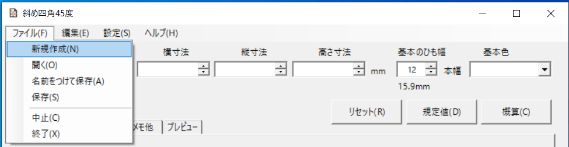 斜め四角45度
ファイル(F) 編集(E) 設定(S) ヘルプ(H)
新規作成(N)
開く(O)
名前をつけて保存(A)
保存(S)
中止(C)
終了(X)
横寸法 縦寸法 高さ寸法 基本のひも幅 基本色
mm 12 本幅
15.9mm
リセット(R) 規定値(D) 概算(C)
メモ他 プレビュー